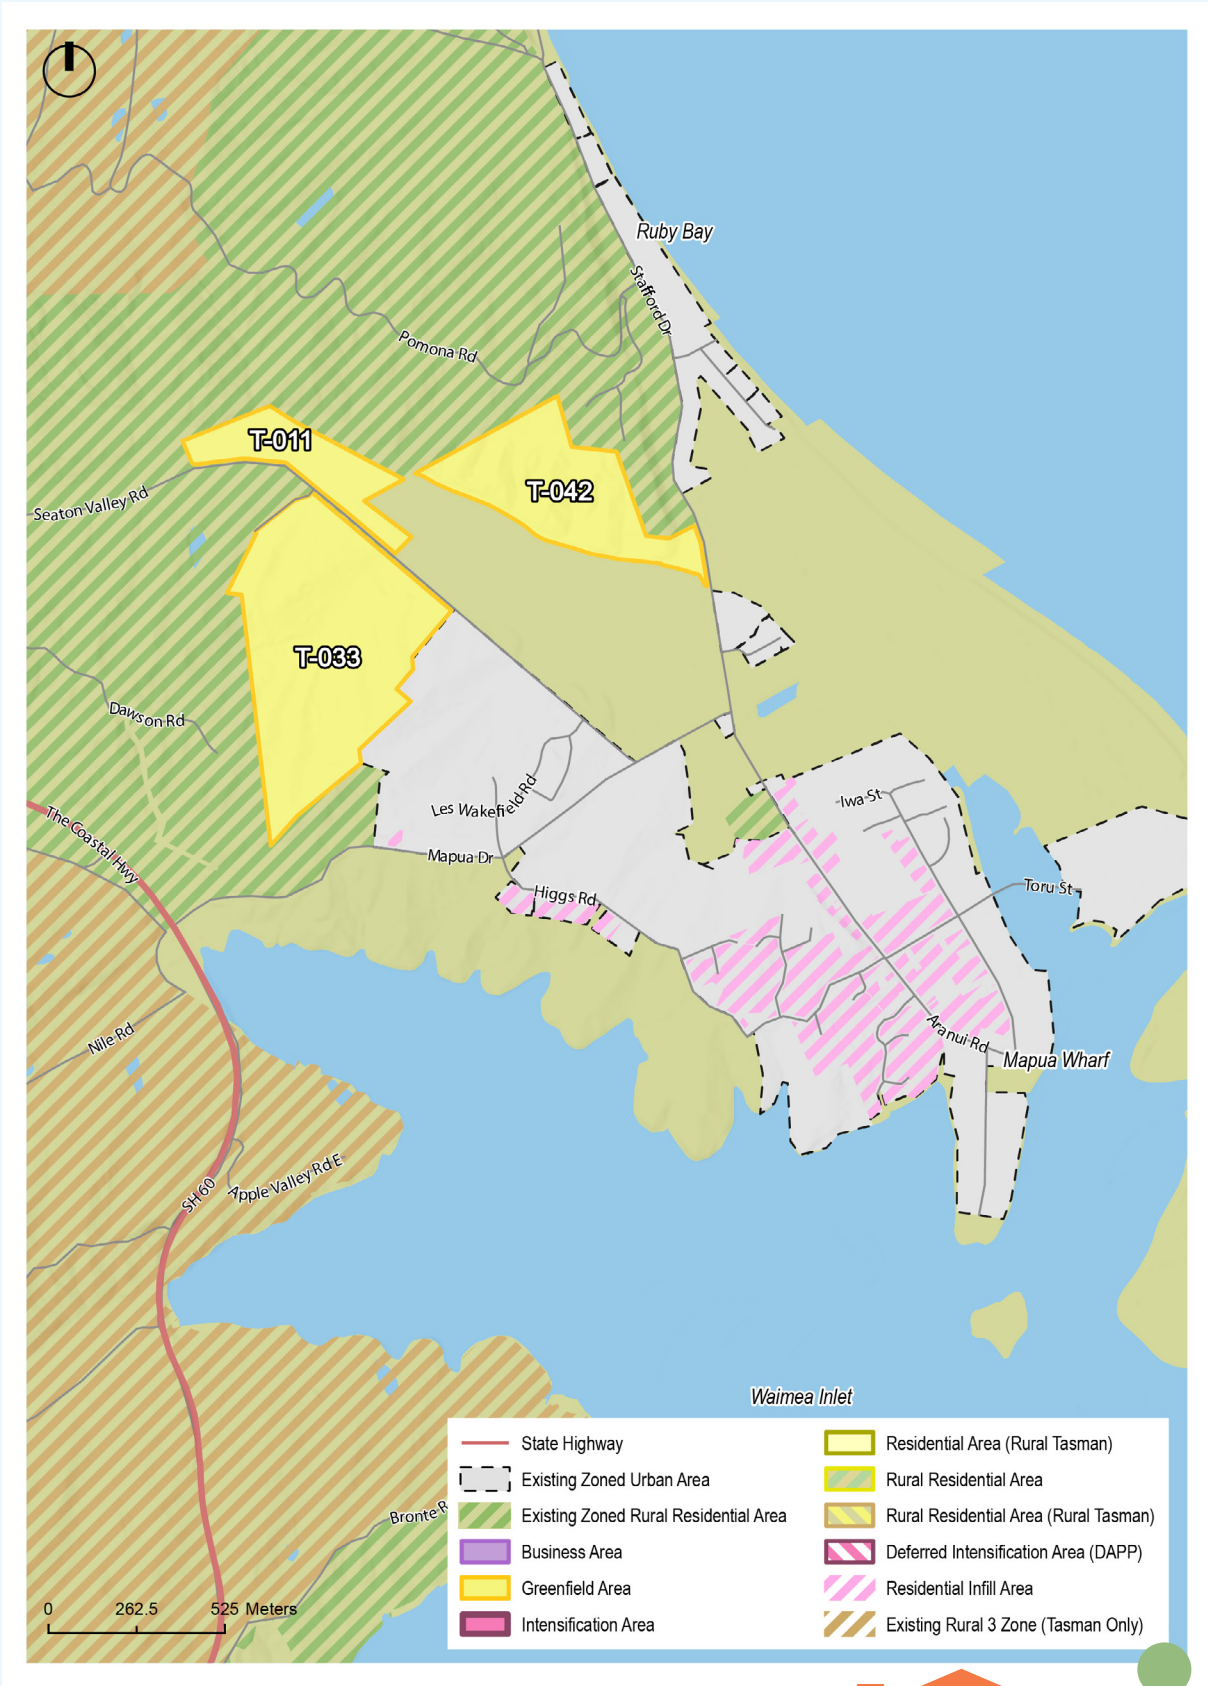 Ruby Bay
Stafford Dr
Pomona Rd
T-011
T-042
Seaton Valley Rd
T-033
Dawson Rd
Les Wakefield Rd
Iwa St
The Coastal Hwy
Mapua Dr
Higgs Rd
Toru St
Nile Rd
Aranui Rd
Mapua Wharf
Apple Valley Rd E
SH 60
Waimea Inlet
Bronte R
State Highway
Existing Zoned Urban Area
Existing Zoned Rural Residential Area
Business Area
Greenfield Area
Intensification Area
Residential Area (Rural Tasman)
Rural Residential Area
Rural Residential Area (Rural Tasman)
Deferred Intensification Area (DAPP)
Residential Infill Area
Existing Rural 3 Zone (Tasman Only)
0 262.5 525 Meters